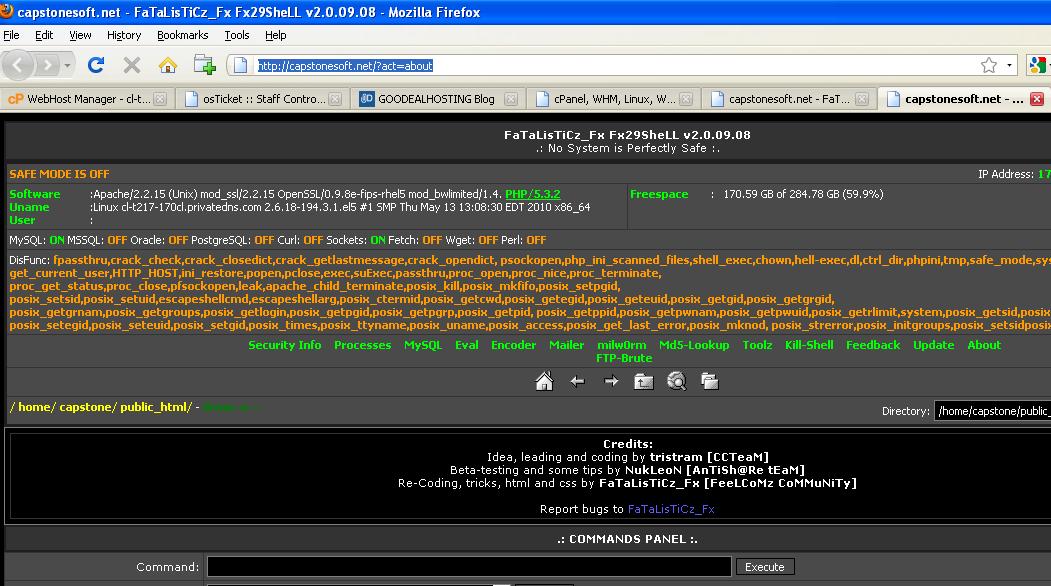 capstonesoft.net - FaTaLisTiCz_Fx Fx29SheLL v2.0.09.08 - Mozilla Firefox
File Edit View History Bookmarks Tools Help
http://capstonesoft.net/?act=about
WebHost Manager - cl-t... osTicket :: Staff Contro... GOODEALHOSTING Blog cPanel, WHM, Linux, W... capstonesoft.net - FaT... capstonesoft.net - ...
FaTaLisTiCz_Fx Fx29SheLL v2.0.09.08
.: No System is Perfectly Safe :.
SAFE MODE IS OFF IP Address: 17
Software :Apache/2.2.15 (Unix) mod_ssl/2.2.15 OpenSSL/0.9.8e-fips-rhel5 mod_bwlimited/1.4. PHP/5.3.2 Freespace : 170.59 GB of 284.78 GB (59.9%)
Uname :Linux cl-t217-170cl.privatedns.com 2.6.18-194.3.1.el5 #1 SMP Thu May 13 13:08:30 EDT 2010 x86_64
User :
MySQL: ON MSSQL: OFF Oracle: OFF PostgreSQL: OFF Curl: OFF Sockets: ON Fetch: OFF Wget: OFF Perl: OFF
DisFunc: fpassthru,crack_check,crack_closedict,crack_getlastmessage,crack_opendict, psockopen,php_ini_scanned_files,shell_exec,chown,hell-exec,dl,ctrl_dir,phpini,tmp,safe_mode,sys
get_current_user,HTTP_HOST,ini_restore,popen,pclose,exec,suExec,passthru,proc_open,proc_nice,proc_terminate,
proc_get_status,proc_close,pfsockopen,leak,apache_child_terminate,posix_kill,posix_mkfifo,posix_setpgid,
posix_setsid,posix_setuid,escapeshellcmd,escapeshellarg,posix_ctermid,posix_getcwd,posix_getegid,posix_geteuid,posix_getgid,posix_getgrgid,
posix_getgrnam,posix_getgroups,posix_getlogin,posix_getpgid,posix_getpgrp,posix_getpid, posix_getppid,posix_getpwnam,posix_getpwuid,posix_getrlimit,system,posix_getsid,posix
posix_setegid,posix_seteuid,posix_setgid,posix_times,posix_ttyname,posix_uname,posix_access,posix_get_last_error,posix_mknod, posix_strerror,posix_initgroups,posix_setsidposix
Security Info Processes MySQL Eval Encoder Mailer milw0rm Md5-Lookup Toolz Kill-Shell Feedback Update About
FTP-Brute
/ home/ capstone/ public_html/ -
Directory: /home/capstone/public_
Credits:
Idea, leading and coding by tristram [CCTeaM]
Beta-testing and some tips by NukLeoN [AnTiSh@Re tEaM]
Re-Coding, tricks, html and css by FaTaLisTiCz_Fx [FeeLCoMz CoMMuNiTy]
Report bugs to FaTaLisTiCz_Fx
.: COMMANDS PANEL :.
Command: Execute